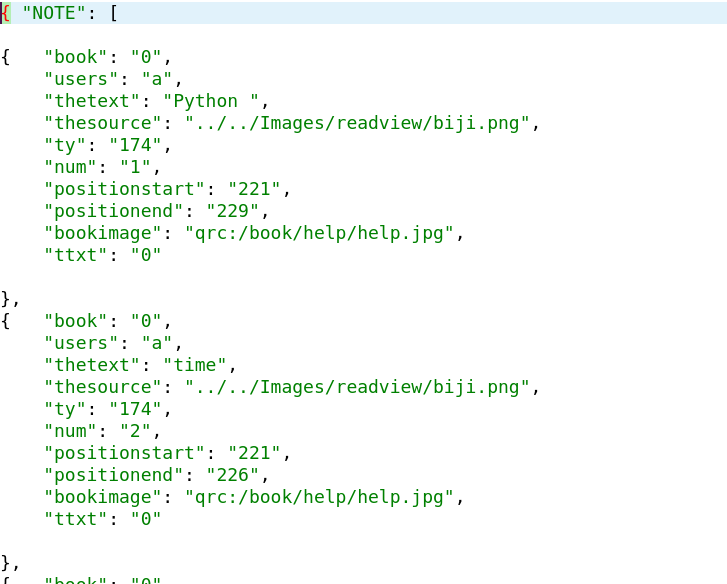 { "NOTE": [
{   "book": "0",
    "users": "a",
    "thetext": "Python ",
    "thesource": "../../Images/readview/biji.png",
    "ty": "174",
    "num": "1",
    "positionstart": "221",
    "positionend": "229",
    "bookimage": "qrc:/book/help/help.jpg",
    "ttxt": "0"
},
{   "book": "0",
    "users": "a",
    "thetext": "time",
    "thesource": "../../Images/readview/biji.png",
    "ty": "174",
    "num": "2",
    "positionstart": "221",
    "positionend": "226",
    "bookimage": "qrc:/book/help/help.jpg",
    "ttxt": "0"
},
{   "book": "0"